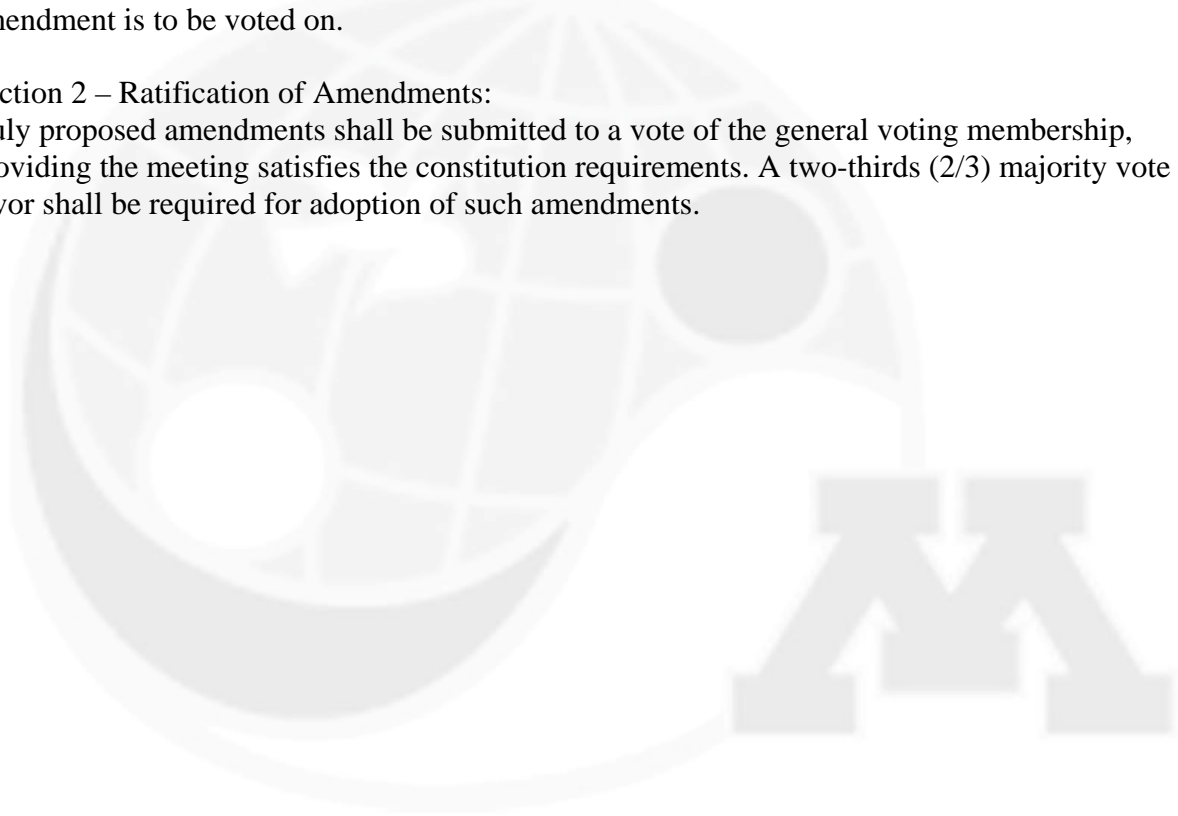 mendment is to be voted on.
ction 2 – Ratification of Amendments:
uly proposed amendments shall be submitted to a vote of the general voting membership,
oviding the meeting satisfies the constitution requirements. A two-thirds (2/3) majority vote
vor shall be required for adoption of such amendments.
M